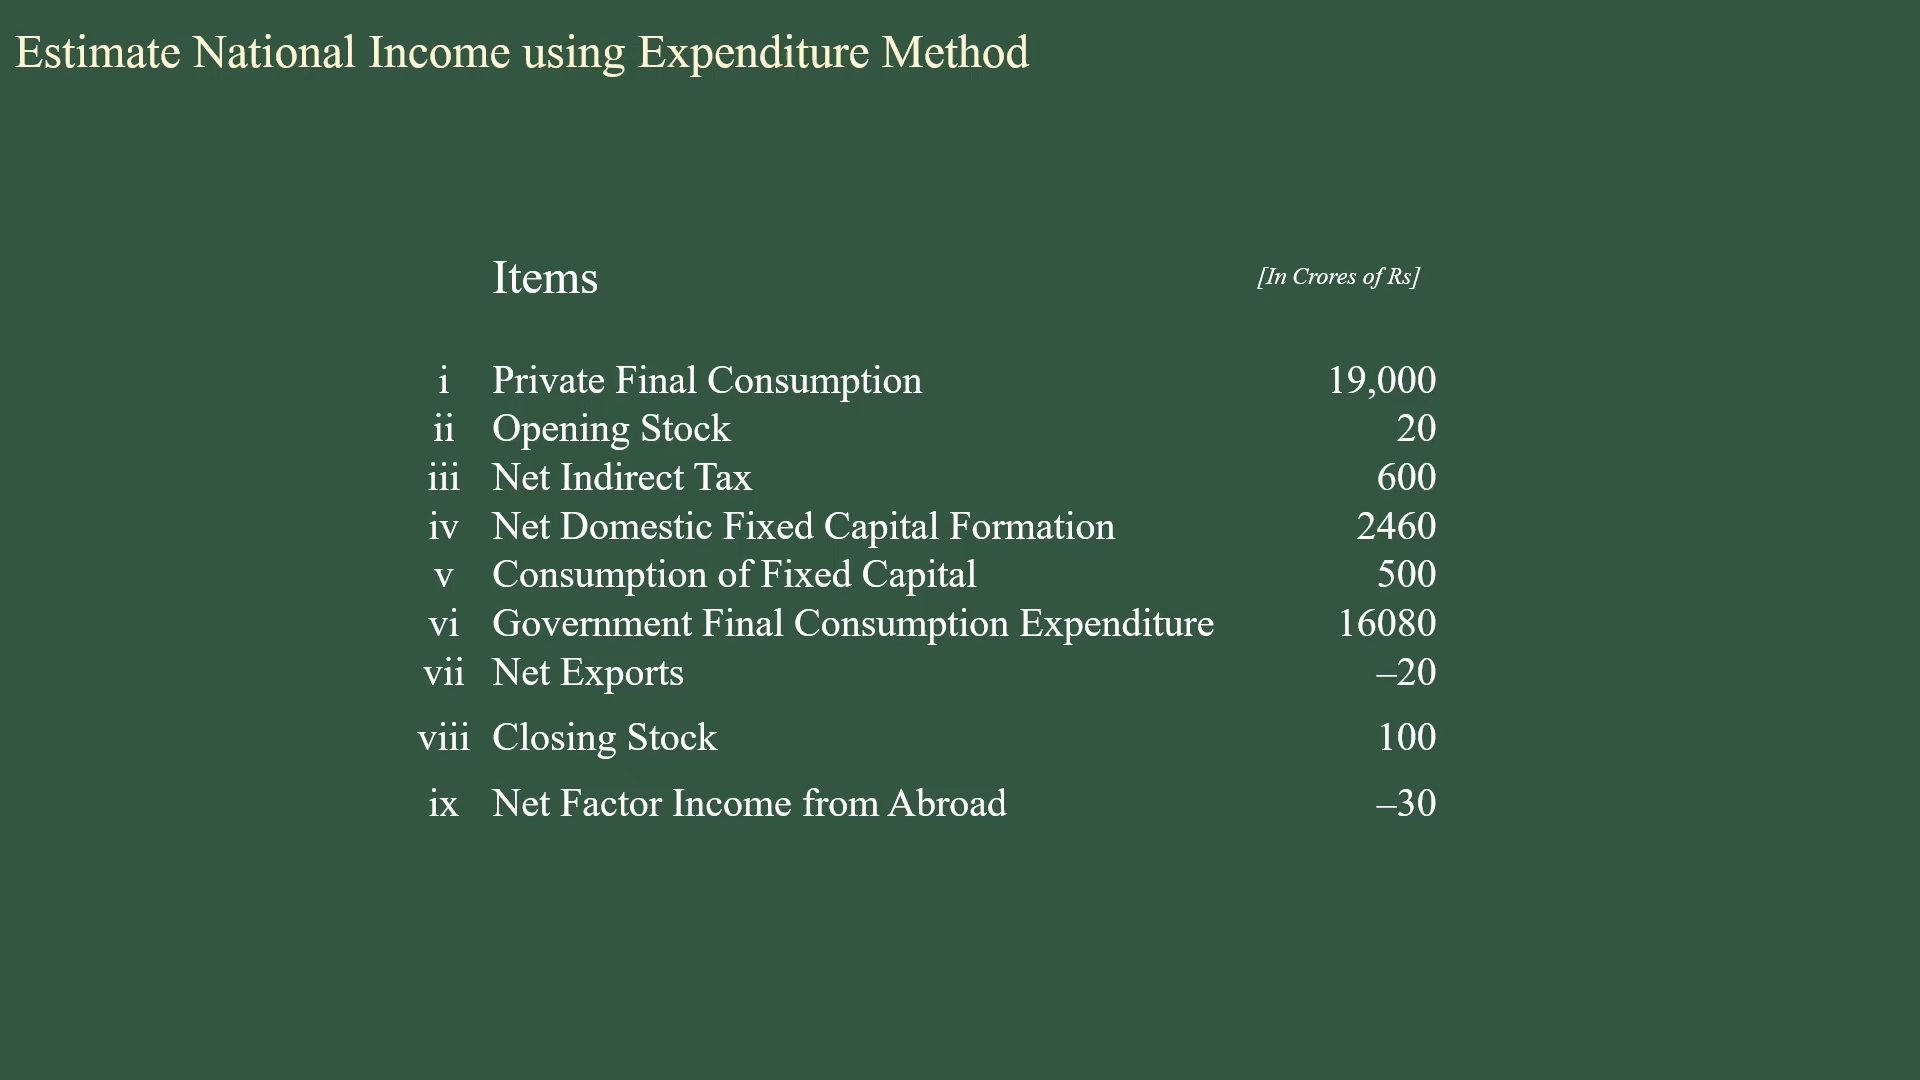 Estimate National Income using Expenditure Method
Items [In Crores of Rs]
i Private Final Consumption 19,000
ii Opening Stock 20
iii Net Indirect Tax 600
iv Net Domestic Fixed Capital Formation 2460
v Consumption of Fixed Capital 500
vi Government Final Consumption Expenditure 16080
vii Net Exports –20
viii Closing Stock 100
ix Net Factor Income from Abroad –30